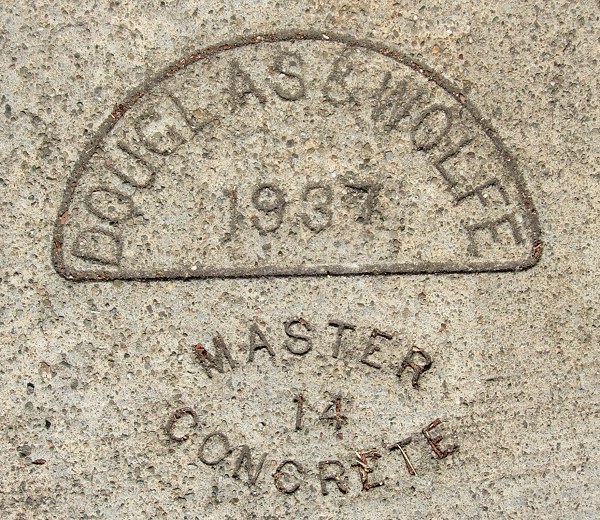 DOUGLAS & WOLFE
1937
MASTER
14
CONCRETE